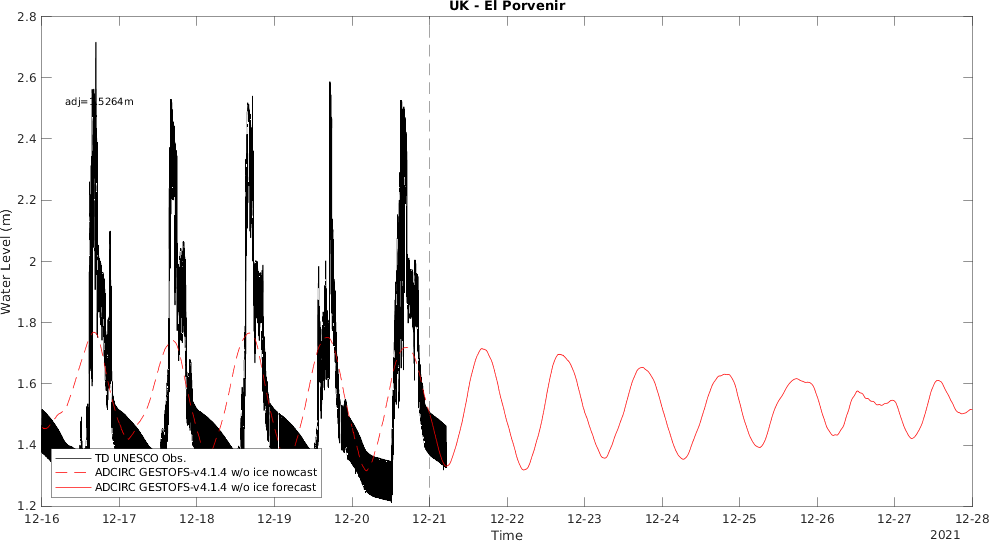 UK - El Porvenir
2.8
2.6
2.4
2.2
2
1.8
1.6
1.4
1.2
Water Level (m)
adj=1.5264m
TD UNESCO Obs.
ADCIRC GESTOFS-v4.1.4 w/o ice nowcast
ADCIRC GESTOFS-v4.1.4 w/o ice forecast
12-16 12-17 12-18 12-19 12-20 12-21 12-22 12-23 12-24 12-25 12-26 12-27 12-28
Time
2021